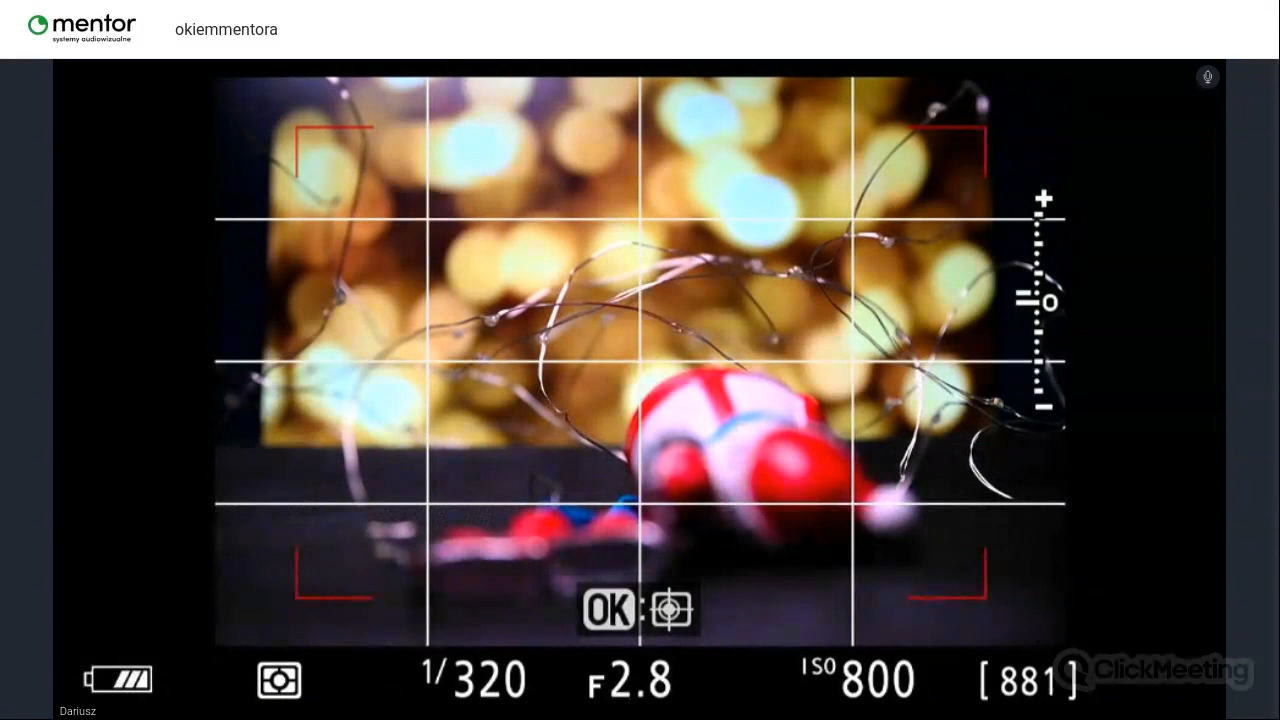 mentor
systemy audiowizualne
okiemmentora
OK :
1/320
F2.8
ISO 800
[ 881 ]
ClickMeeting
Dariusz